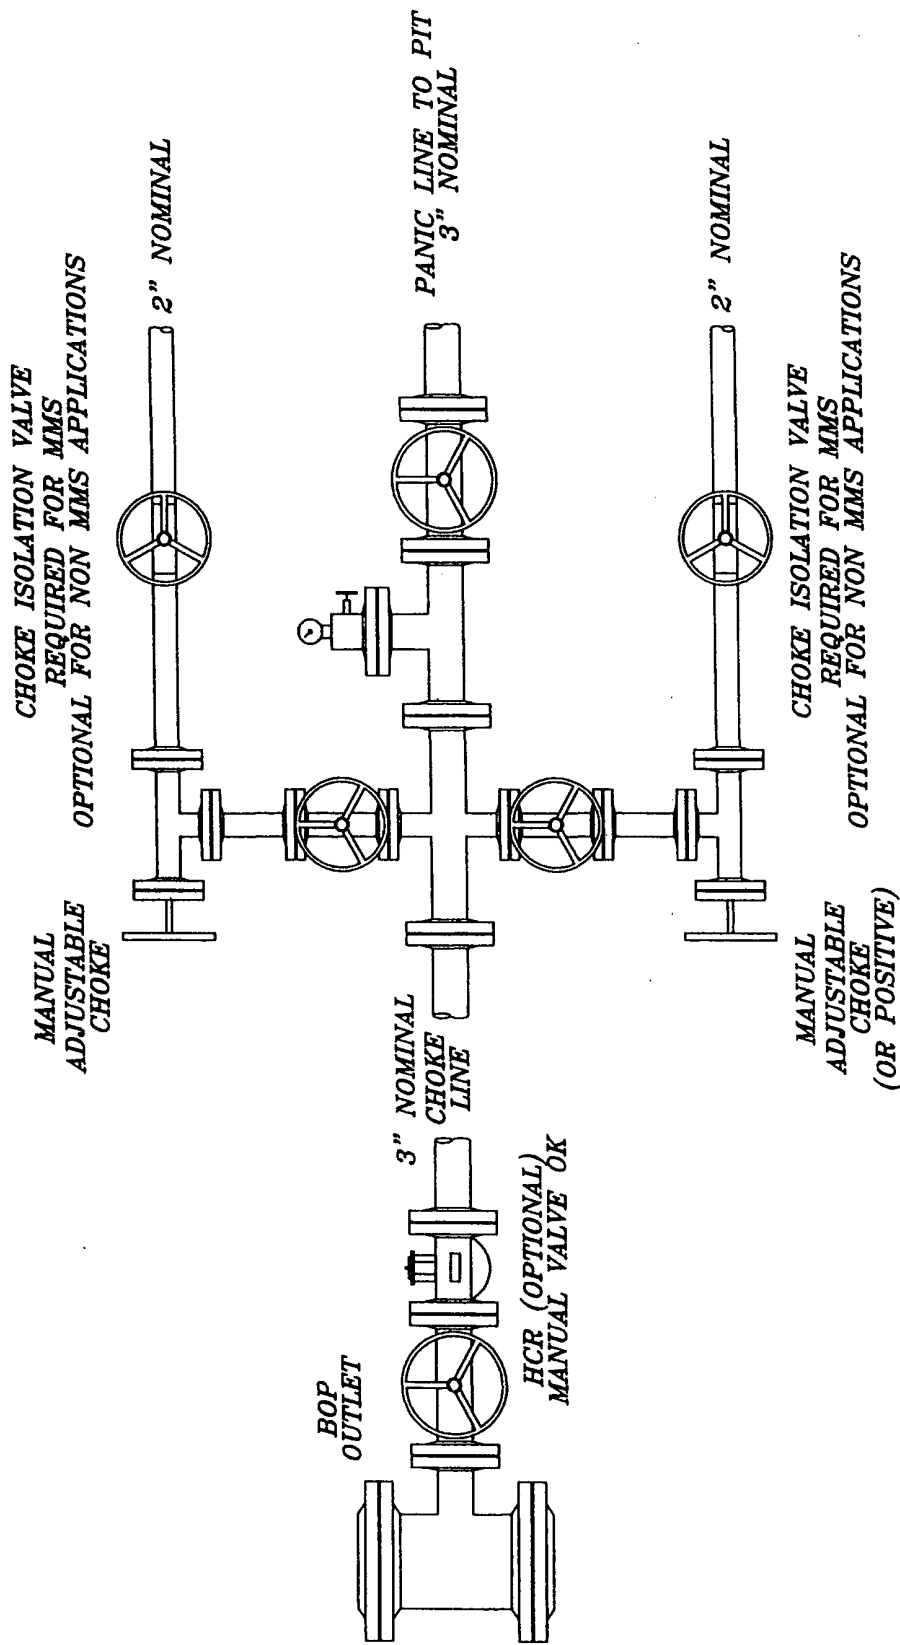 CHOKE ISOLATION VALVE
REQUIRED FOR MMS
OPTIONAL FOR NON MMS APPLICATIONS
2" NOMINAL
MANUAL
ADJUSTABLE
CHOKE
BOP
OUTLET
3" NOMINAL
CHOKE
LINE
PANIC LINE TO PIT
3" NOMINAL
HCR (OPTIONAL)
MANUAL VALVE OK
2" NOMINAL
CHOKE ISOLATION VALVE
REQUIRED FOR MMS
OPTIONAL FOR NON MMS APPLICATIONS
MANUAL
ADJUSTABLE
CHOKE
(OR POSITIVE)